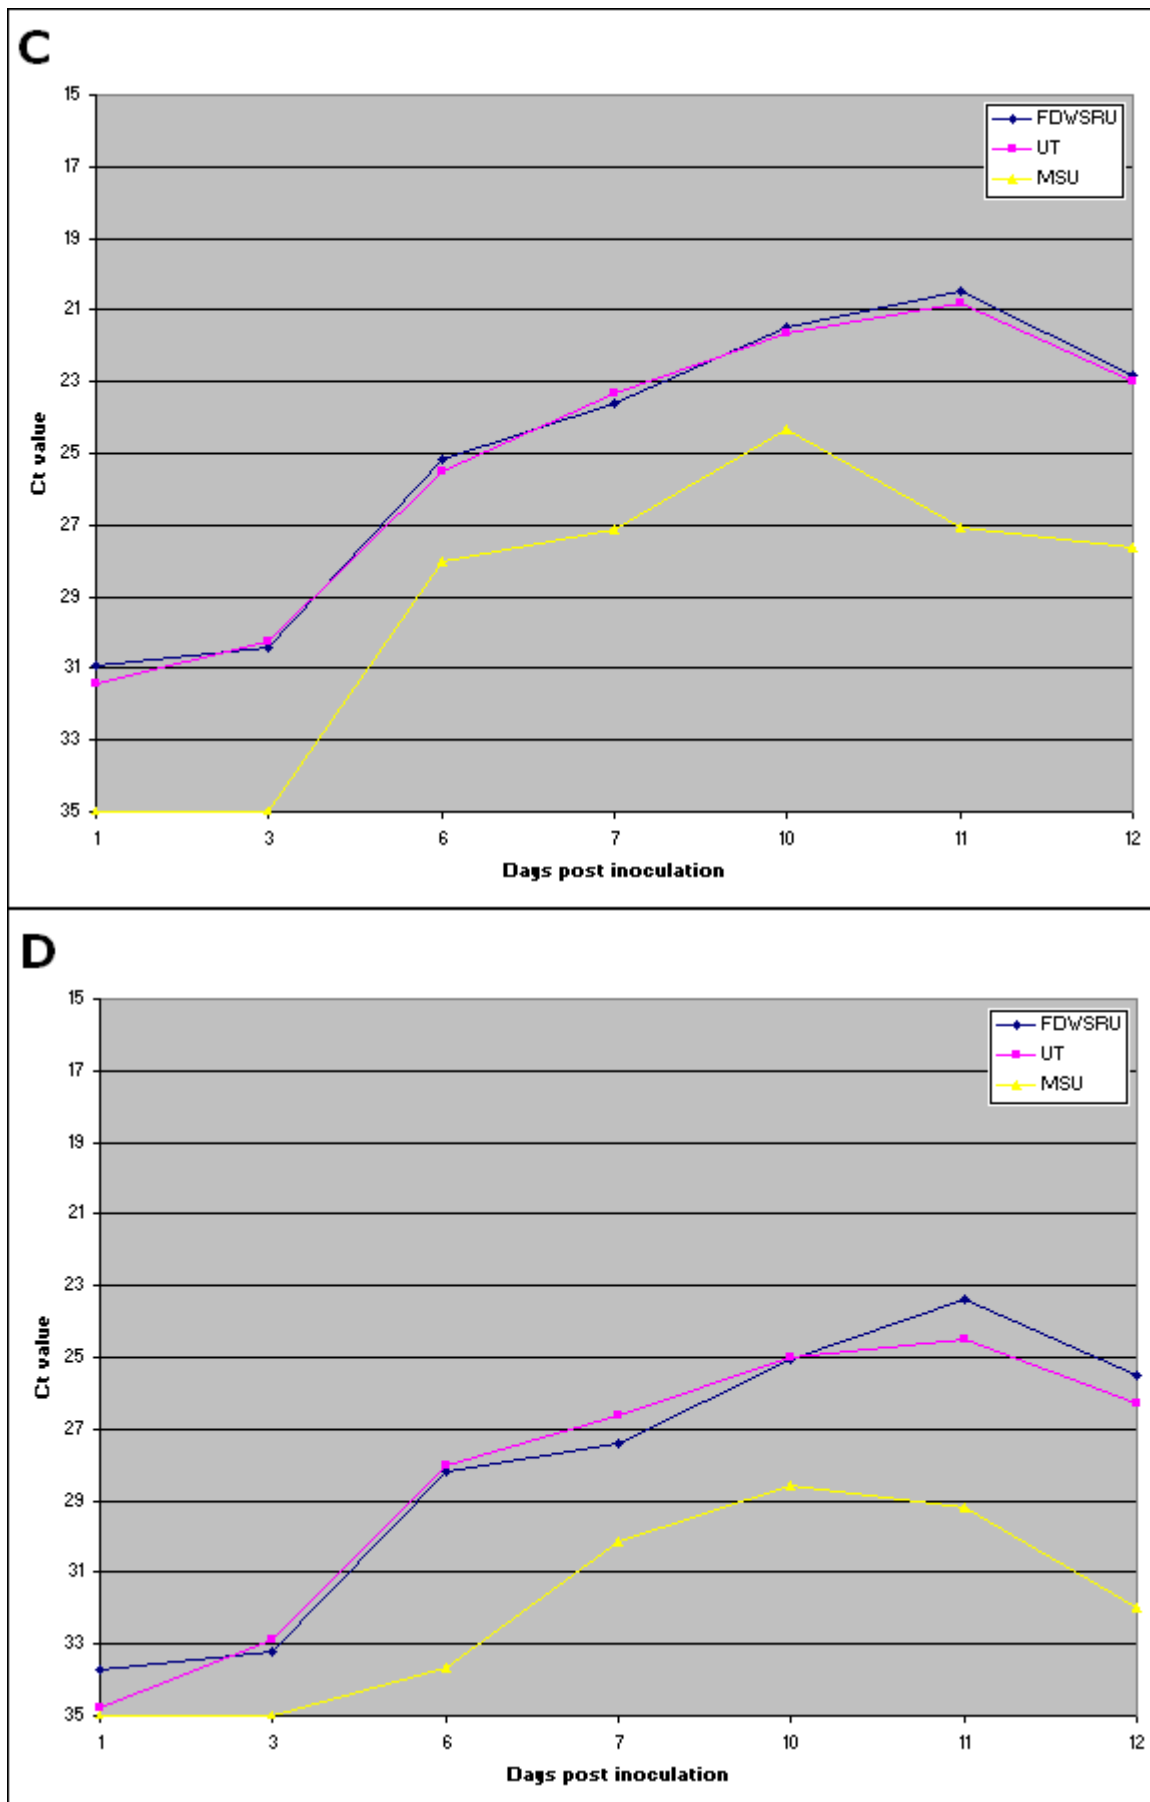 C
15
17
19
21
23
25
27
29
31
33
35
Ct value
FDWSRU
UT
MSU
1 3 6 7 10 11 12
Days post inoculation
D
15
17
19
21
23
25
27
29
31
33
35
Ct value
FDWSRU
UT
MSU
1 3 6 7 10 11 12
Days post inoculation